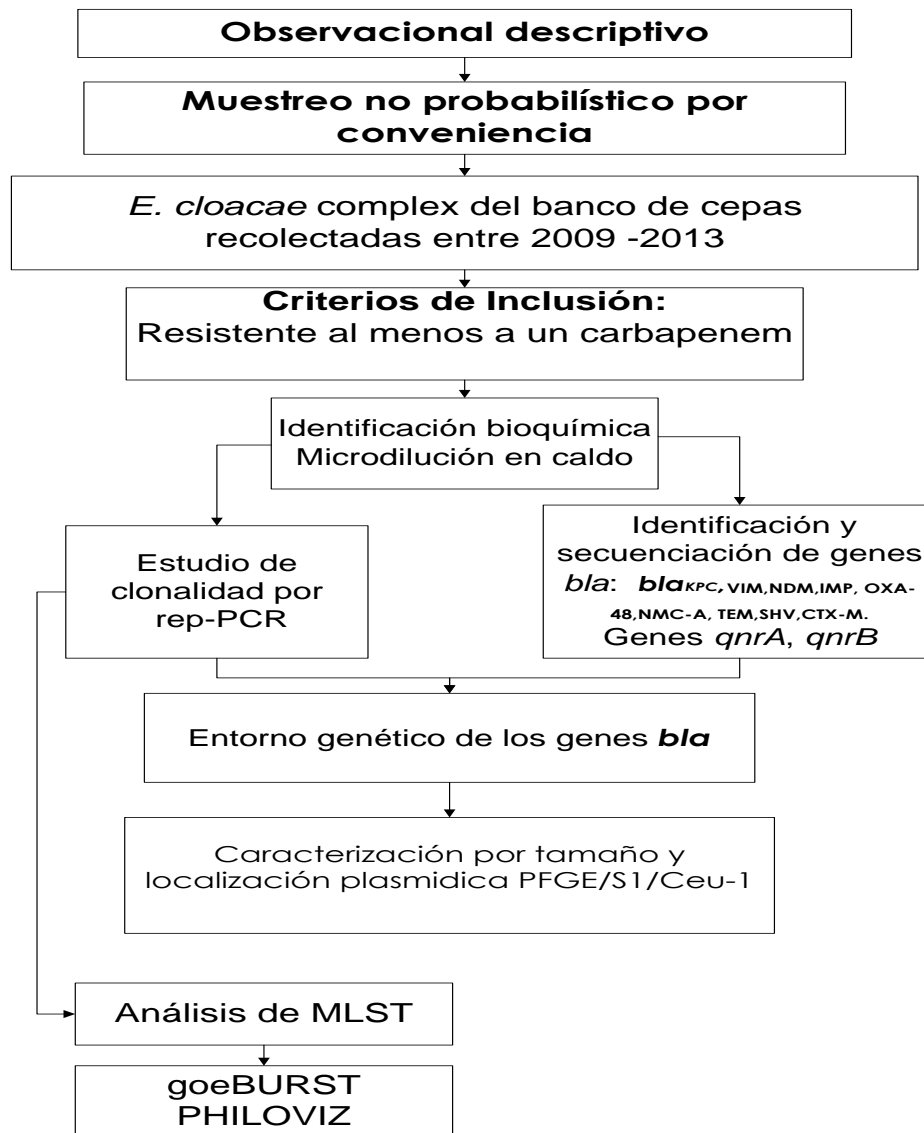 Observacional descriptivo
Muestreo no probabilístico por
conveniencia
E. cloacae complex del banco de cepas
recolectadas entre 2009 -2013
Criterios de Inclusión:
Resistente al menos a un carbapenem
Identificación bioquímica
Microdilución en caldo
Estudio de
clonalidad por
rep-PCR
Identificación y
secuenciación de genes
bla: blaKPC, VIM,NDM,IMP, OXA-
48,NMC-A, TEM,SHV,CTX-M.
Genes qnrA, qnrB
Entorno genético de los genes bla
Caracterización por tamaño y
localización plasmidica PFGE/S1/Ceu-1
Análisis de MLST
goeBURST
PHILOVIZ